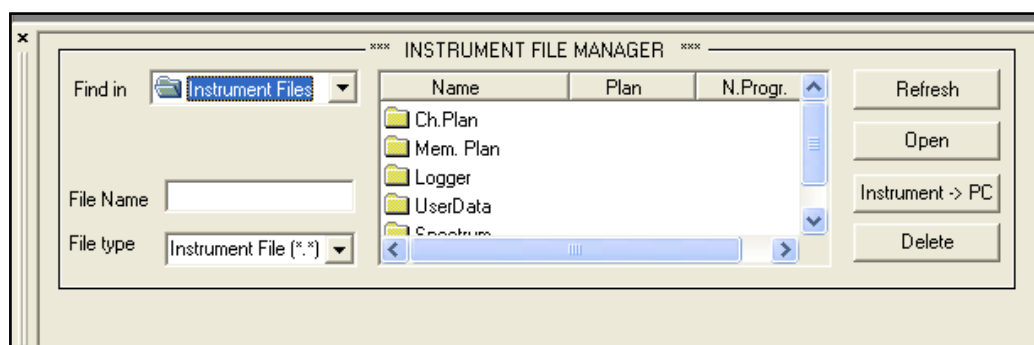 *** INSTRUMENT FILE MANAGER ***
Find in Instrument Files
Name Plan N.Progr.
Ch.Plan
Mem. Plan
Logger
UserData
Spectrum
File Name
File type Instrument File (*.*)
Refresh
Open
Instrument -> PC
Delete